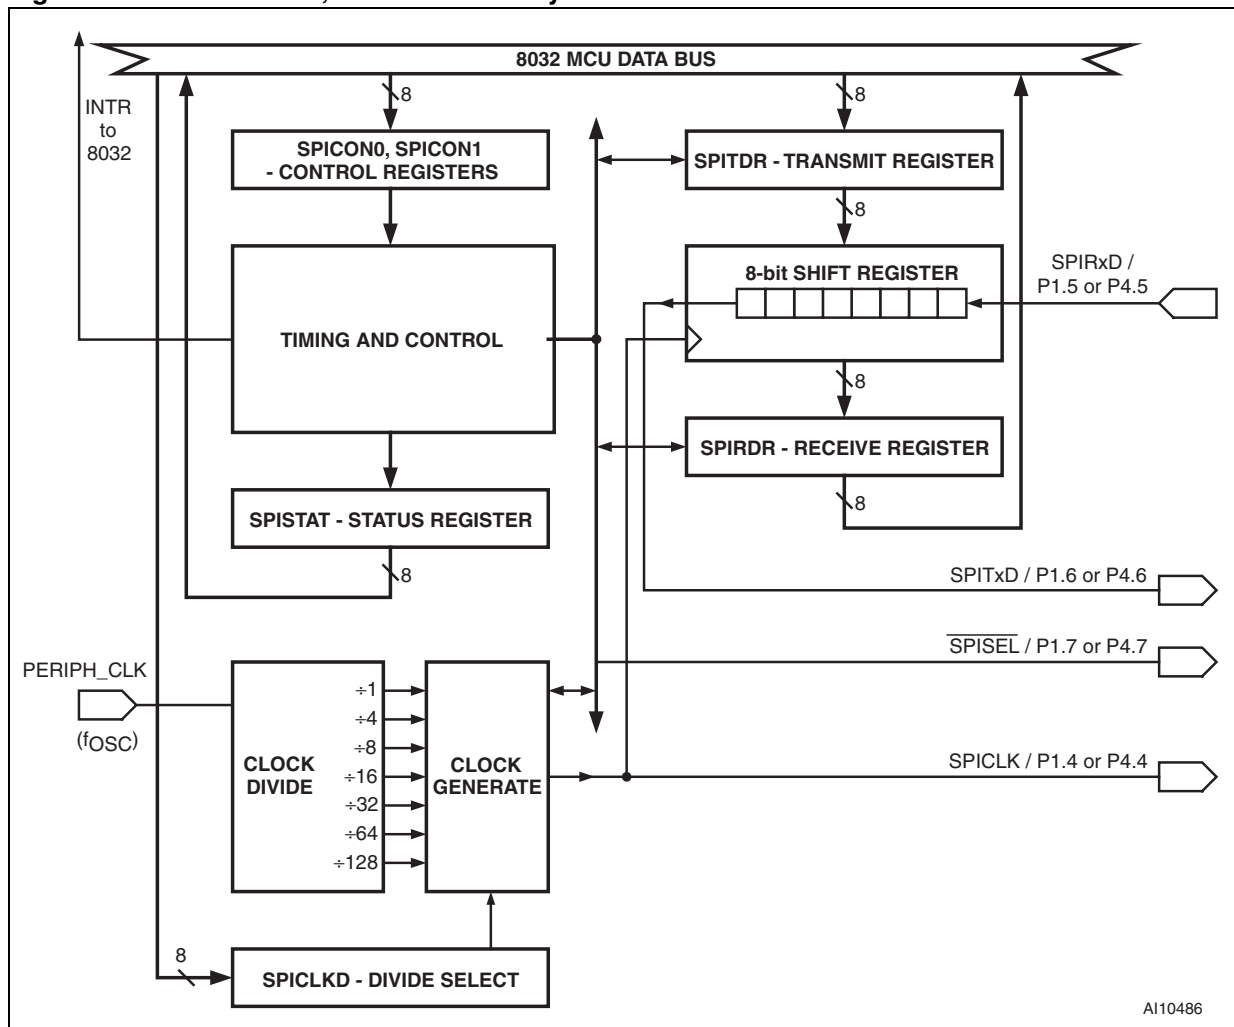 8032 MCU DATA BUS
INTR
to
8032
8
8
SPICON0, SPICON1
- CONTROL REGISTERS
SPITDR - TRANSMIT REGISTER
8
8-bit SHIFT REGISTER
SPIRxD /
P1.5 or P4.5
TIMING AND CONTROL
8
SPIRDR - RECEIVE REGISTER
8
SPISTAT - STATUS REGISTER
8
SPITxD / P1.6 or P4.6
SPISEL / P1.7 or P4.7
PERIPH_CLK
(fOSC)
CLOCK
DIVIDE
÷1
÷4
÷8
÷16
÷32
÷64
÷128
CLOCK
GENERATE
SPICLK / P1.4 or P4.4
8
SPICLKD - DIVIDE SELECT
AI10486